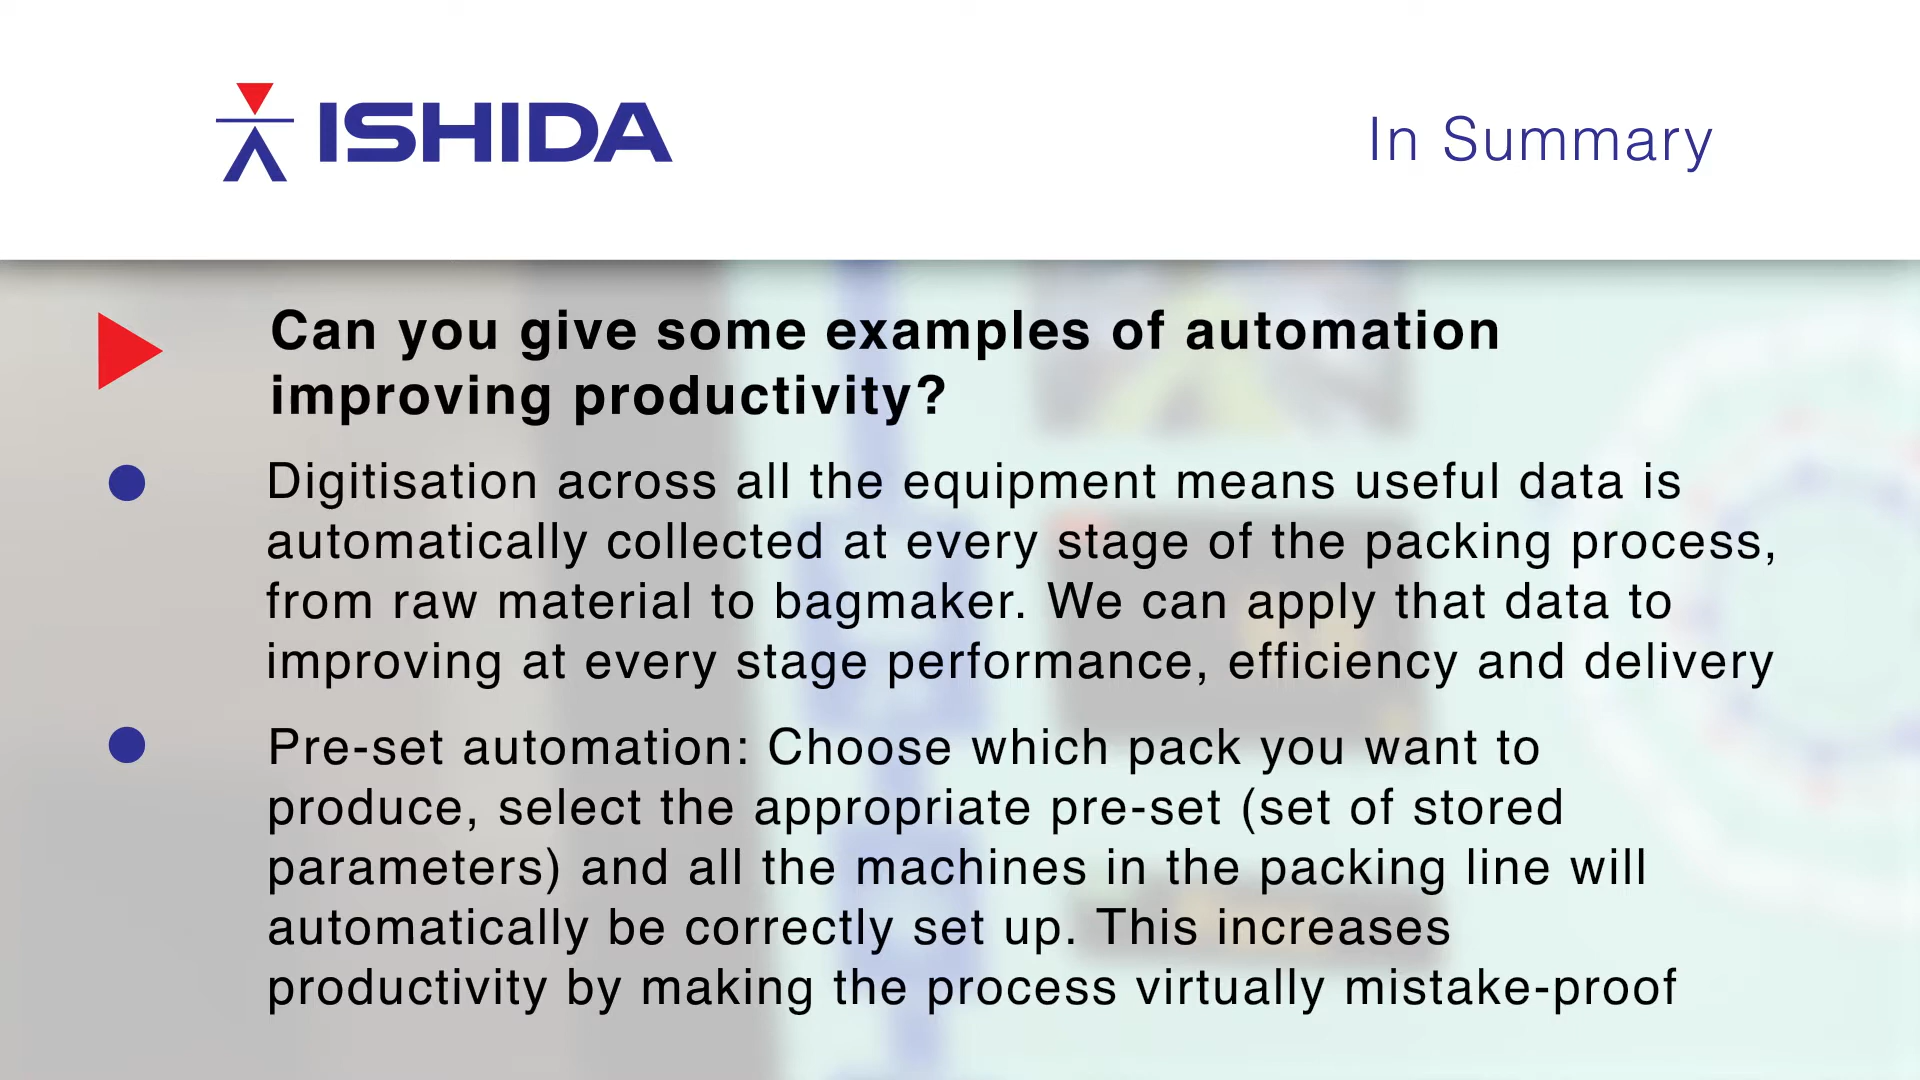 ISHIDA
In Summary
Can you give some examples of automation
improving productivity?
Digitisation across all the equipment means useful data is
automatically collected at every stage of the packing process,
from raw material to bagmaker. We can apply that data to
improving at every stage performance, efficiency and delivery
Pre-set automation: Choose which pack you want to
produce, select the appropriate pre-set (set of stored
parameters) and all the machines in the packing line will
automatically be correctly set up. This increases
productivity by making the process virtually mistake-proof